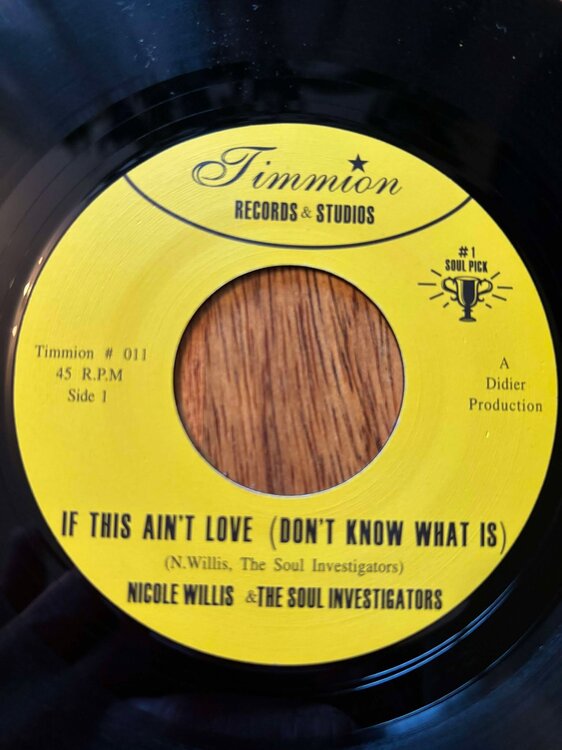 Timmion
RECORDS & STUDIOS
#1
SOUL PICK
Timmion # 011
45 R.P.M
Side 1
A
Didier
Production
IF THIS AIN'T LOVE (DON'T KNOW WHAT IS)
(N.Willis, The Soul Investigators)
NICOLE WILLIS & THE SOUL INVESTIGATORS